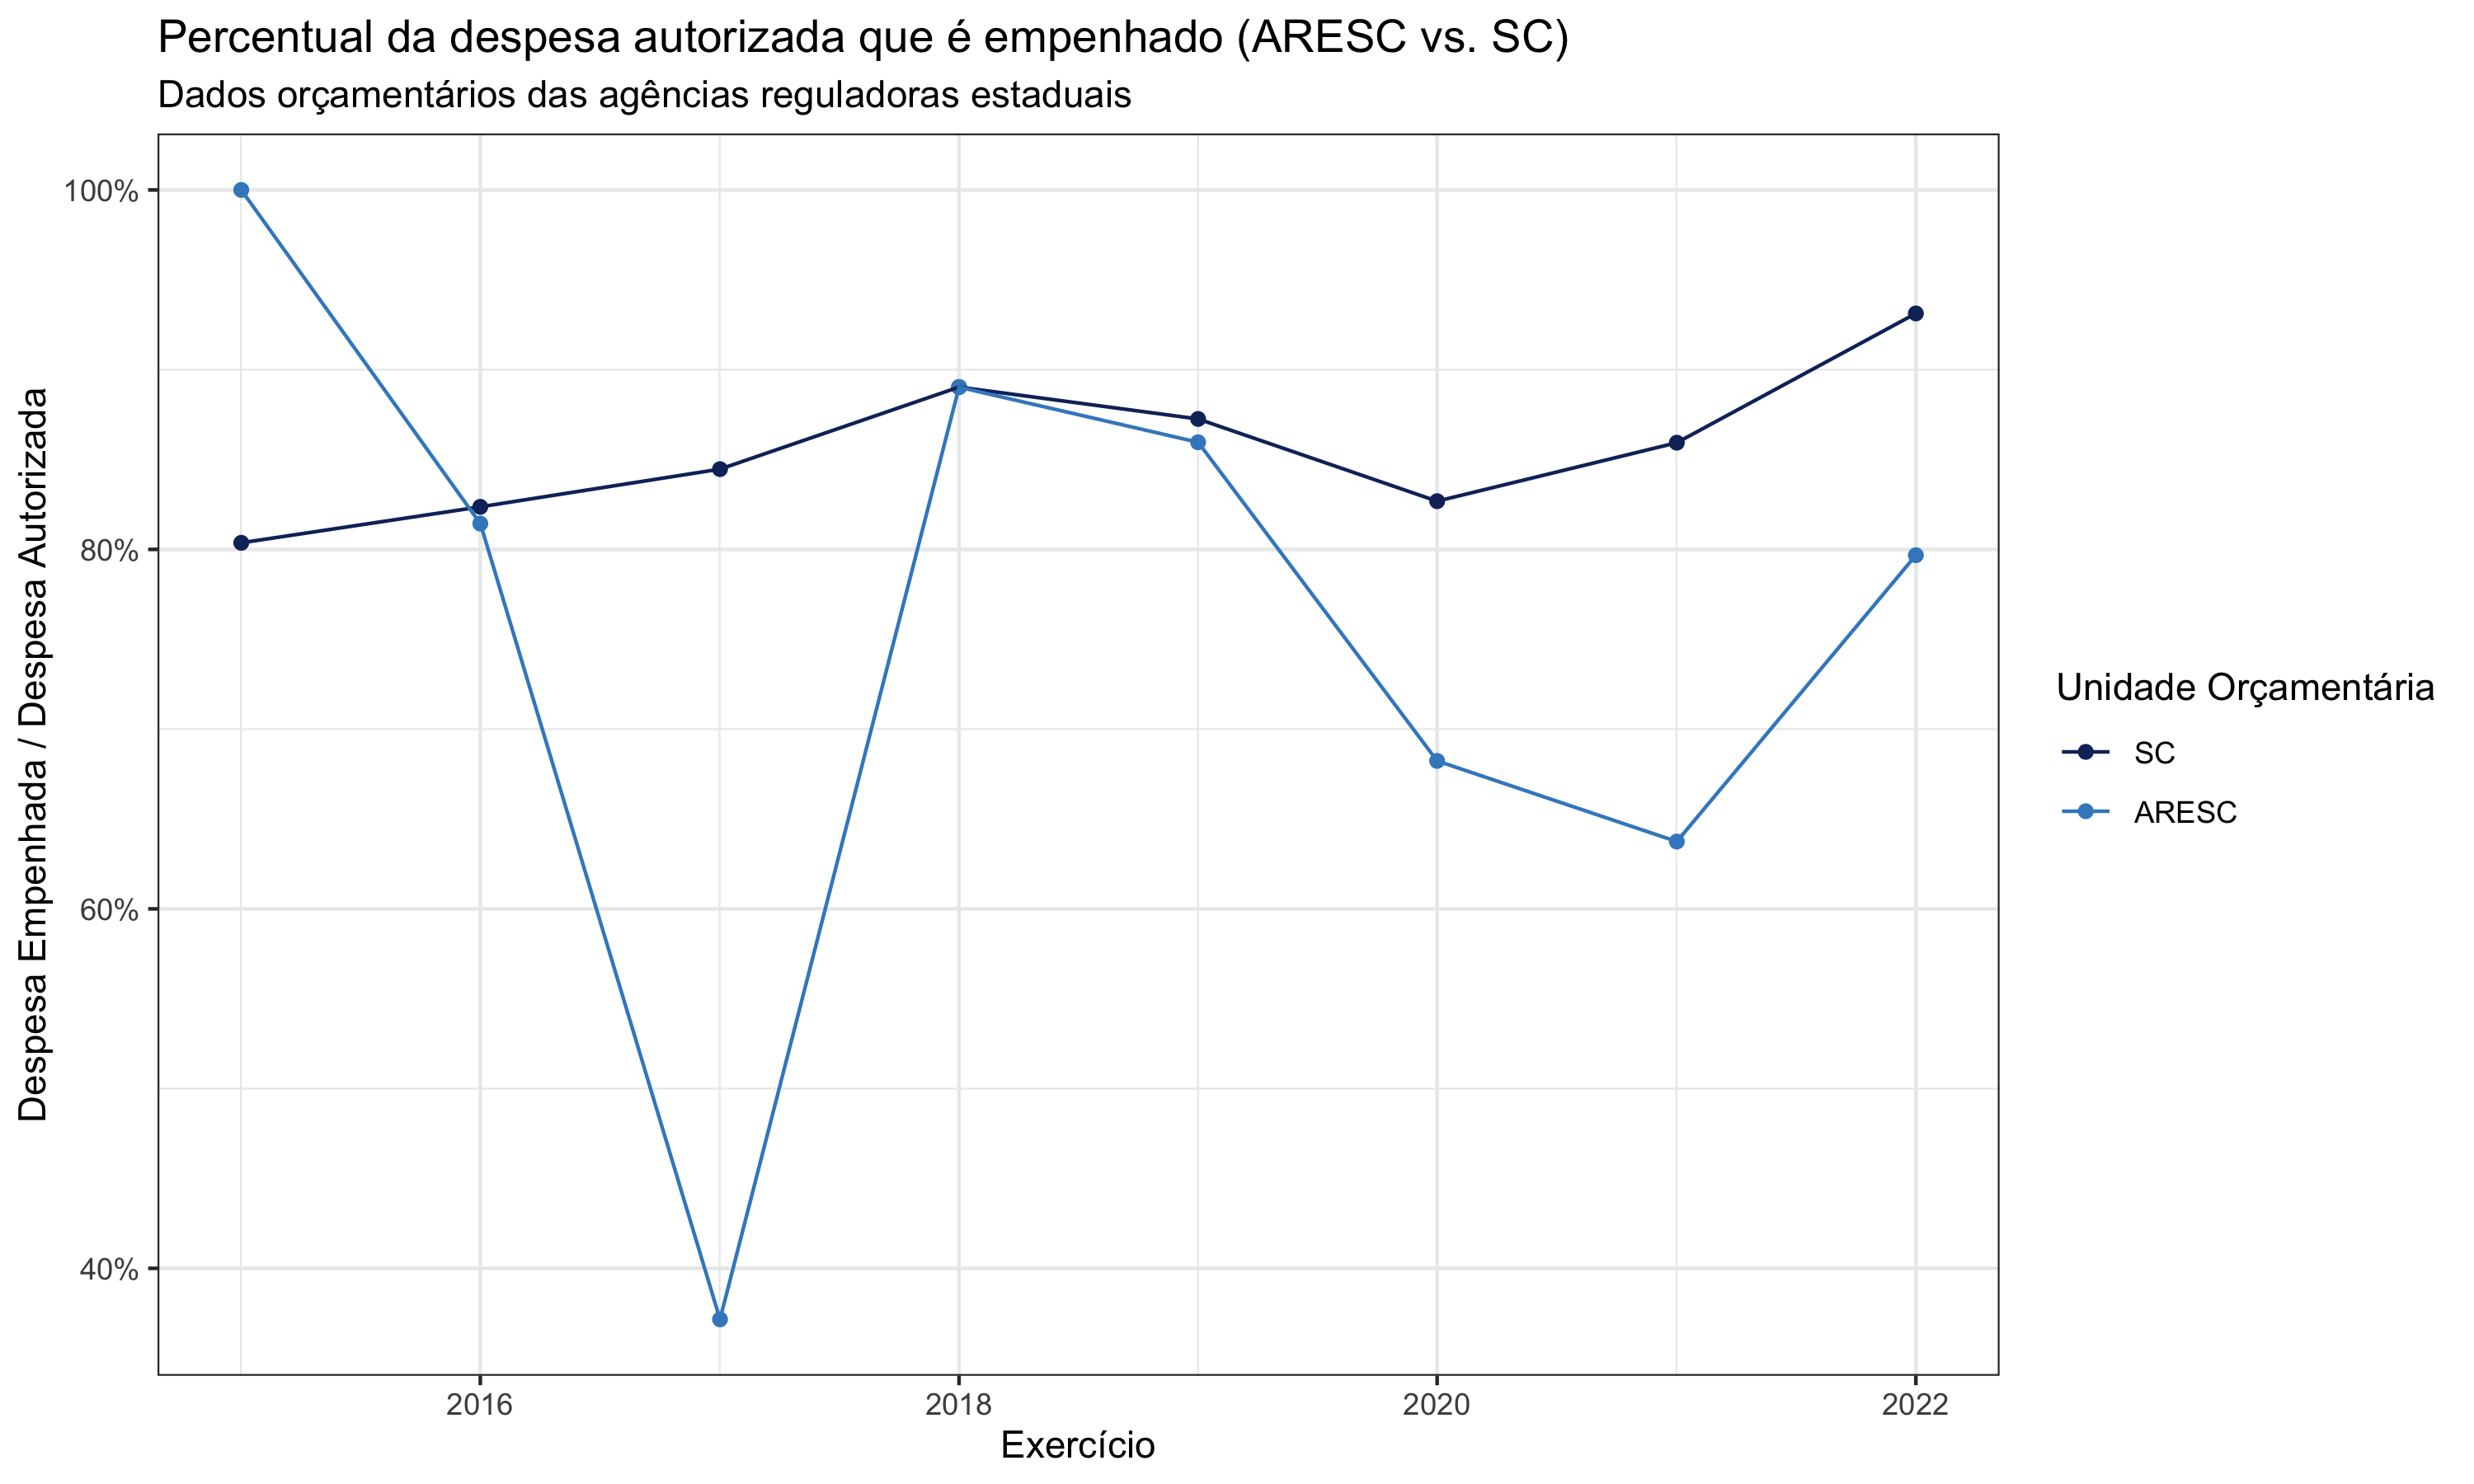 Percentual da despesa autorizada que é empenhado (ARESC vs. SC)
Dados orçamentários das agências reguladoras estaduais
Despesa Empenhada / Despesa Autorizada
100%
80%
60%
40%
2016
2018
2020
2022
Exercício
Unidade Orçamentária
SC
ARESC